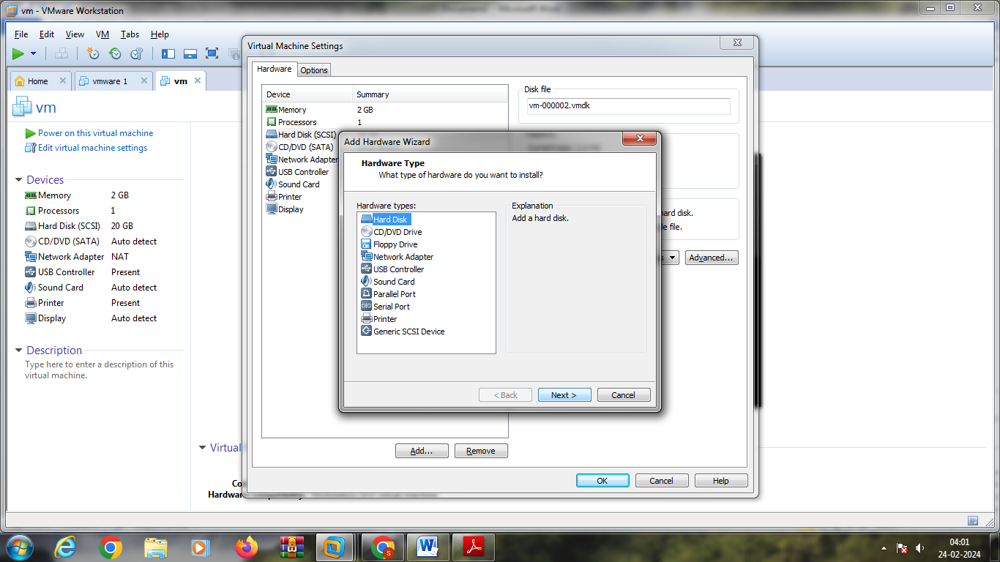 vm - VMware Workstation
File Edit View VM Tabs Help
Home
vmware 1
vm
vm
Power on this virtual machine
Edit virtual machine settings
Devices
Memory 2 GB
Processors 1
Hard Disk (SCSI) 20 GB
CD/DVD (SATA) Auto detect
Network Adapter NAT
USB Controller Present
Sound Card Auto detect
Printer Present
Display Auto detect
Description
Type here to enter a description of this
virtual machine.
Virtual
Virtual Machine Settings
Hardware Options
Device Summary
Memory 2 GB
Processors 1
Hard Disk (SCSI)
CD/DVD (SATA)
Network Adapter
USB Controller
Sound Card
Printer
Display
Add... Remove
Disk file
vm-000002.vmdk
hard disk.
file.
Advanced...
OK Cancel Help
Add Hardware Wizard
Hardware Type
What type of hardware do you want to install?
Hardware types:
Hard Disk
CD/DVD Drive
Floppy Drive
Network Adapter
USB Controller
Sound Card
Parallel Port
Serial Port
Printer
Generic SCSI Device
Explanation
Add a hard disk.
< Back Next > Cancel
04:01
24-02-2024